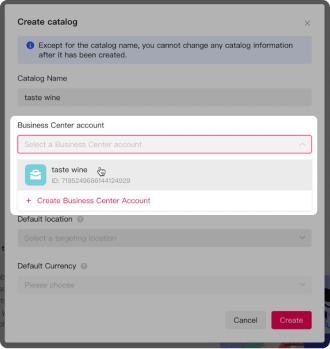 Create catalog
Except for the catalog name, you cannot change any catalog information
after it has been created.
Catalog Name
taste wine
Business Center account
Select a Business Center account
taste wine
ID: 7195249666144124929
+ Create Business Center Account
Default location
Select a targeting location
Default Currency
Please choose
Cancel
Create